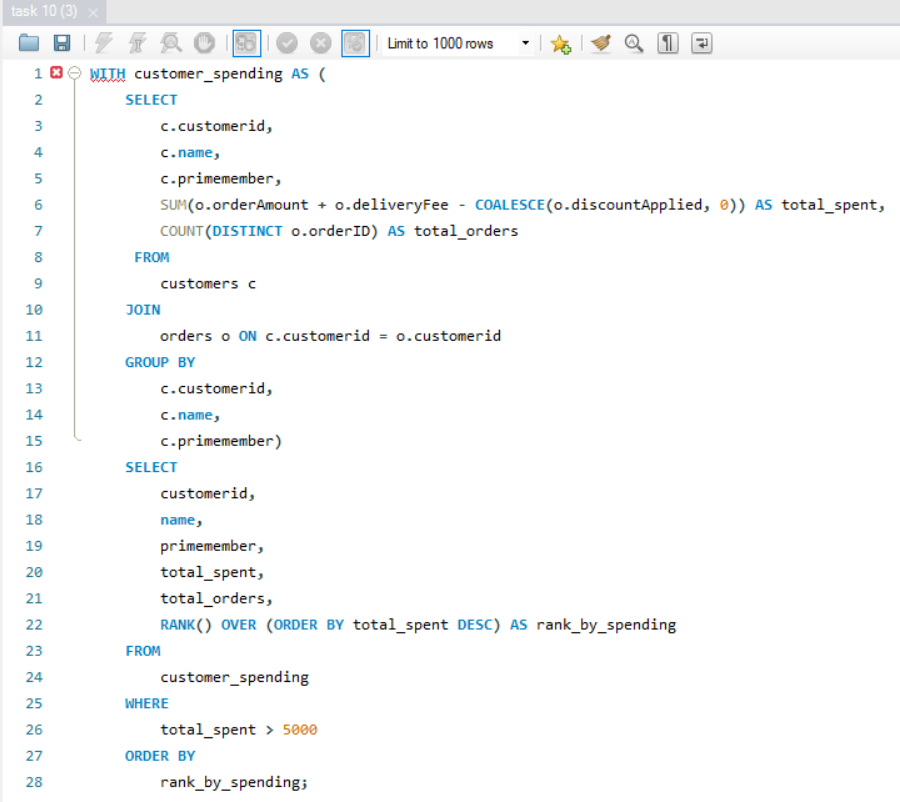 task 10 (3) ×
Limit to 1000 rows
1 WITH customer_spending AS (
2 SELECT
3 c.customerid,
4 c.name,
5 c.primemember,
6 SUM(o.orderAmount + o.deliveryFee - COALESCE(o.discountApplied, 0)) AS total_spent,
7 COUNT(DISTINCT o.orderID) AS total_orders
8 FROM
9 customers c
10 JOIN
11 orders o ON c.customerid = o.customerid
12 GROUP BY
13 c.customerid,
14 c.name,
15 c.primemember)
16 SELECT
17 customerid,
18 name,
19 primemember,
20 total_spent,
21 total_orders,
22 RANK() OVER (ORDER BY total_spent DESC) AS rank_by_spending
23 FROM
24 customer_spending
25 WHERE
26 total_spent > 5000
27 ORDER BY
28 rank_by_spending;